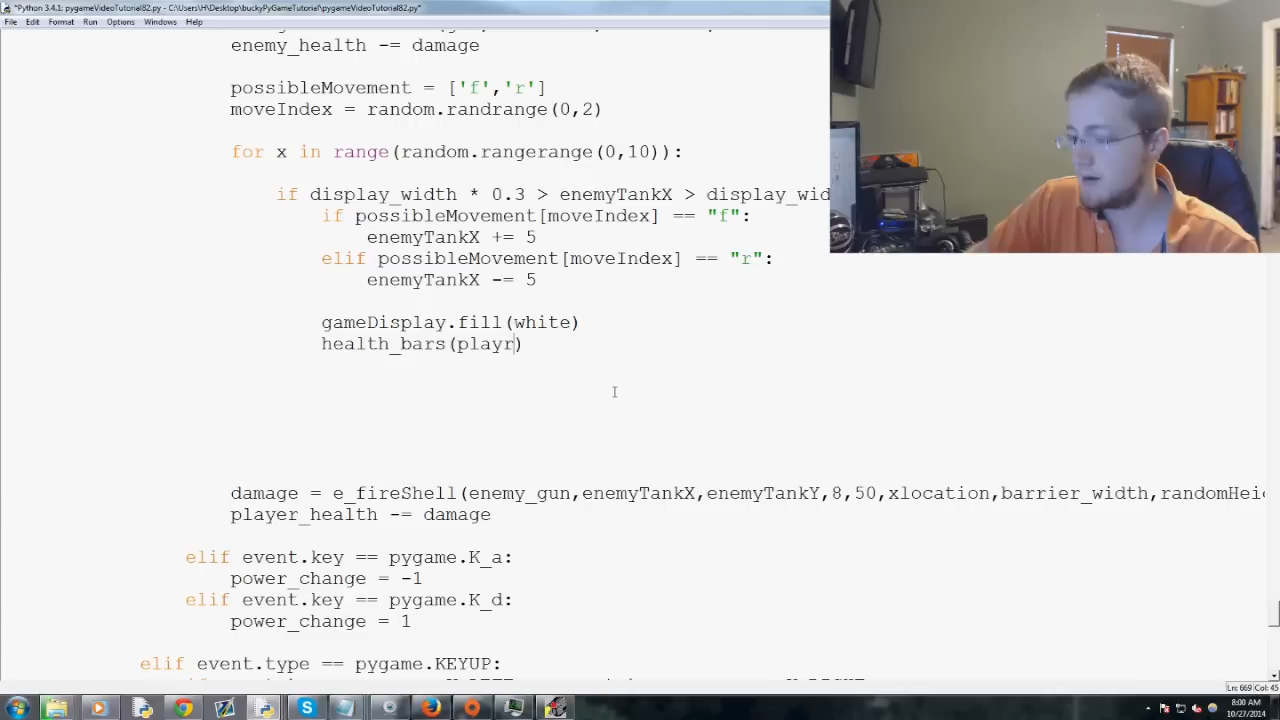 *Python 3.4.1: pygameVideoTutorial82.py - C:\Users\H\Desktop\buckyPyGameTutorial\pygameVideoTutorial82.py*
File Edit Format Run Options Windows Help
enemy_health -= damage
possibleMovement = ['f','r']
moveIndex = random.randrange(0,2)
for x in range(random.rangerange(0,10)):
if display_width * 0.3 > enemyTankX > display_wid
if possibleMovement[moveIndex] == "f":
enemyTankX += 5
elif possibleMovement[moveIndex] == "r":
enemyTankX -= 5
gameDisplay.fill(white)
health_bars(playr)
damage = e_fireShell(enemy_gun,enemyTankX,enemyTankY,8,50,xlocation,barrier_width,randomHei
player_health -= damage
elif event.key == pygame.K_a:
power_change = -1
elif event.key == pygame.K_d:
power_change = 1
elif event.type == pygame.KEYUP:
Ln: 669 Col: 45
8:00 AM
10/27/2014